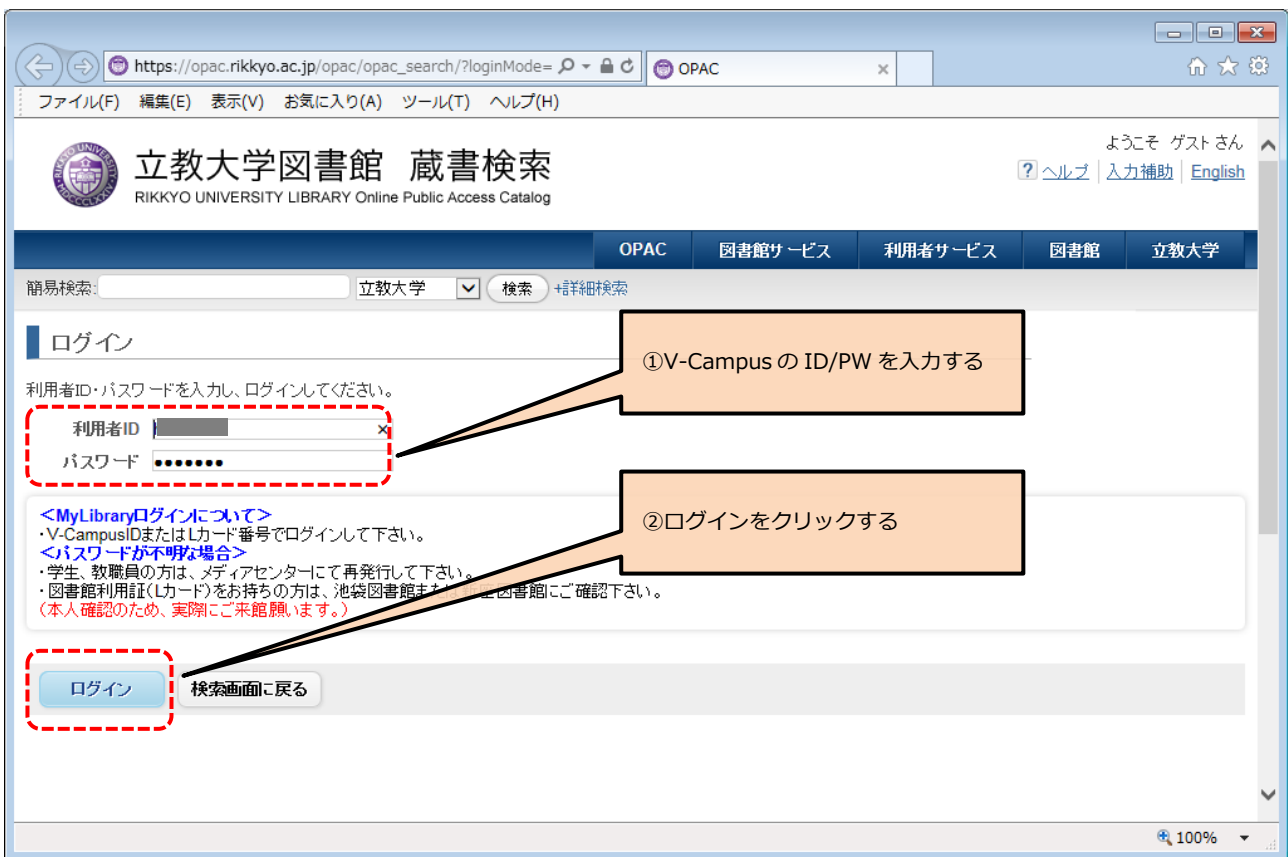 https://opac.rikkyo.ac.jp/opac/opac_search/?loginMode=
OPAC
ファイル(F) 編集(E) 表示(V) お気に入り(A) ツール(T) ヘルプ(H)
立教大学図書館 蔵書検索
RIKKYO UNIVERSITY LIBRARY Online Public Access Catalog
ようこそ ゲスト さん
? ヘルプ 入力補助 English
OPAC 図書館サービス 利用者サービス 図書館 立教大学
簡易検索: 立教大学 検索 +詳細検索
ログイン
①V-Campus の ID/PW を入力する
利用者ID・パスワードを入力し、ログインしてください。
利用者ID
パスワード
②ログインをクリックする
<MyLibraryログインについて>
・V-CampusIDまたはLカード番号でログインして下さい。
<パスワードが不明な場合>
・学生、教職員の方は、メディアセンターにて再発行して下さい。
・図書館利用証(Lカード)をお持ちの方は、池袋図書館または新座図書館にご確認下さい。
(本人確認のため、実際にご来館願います。)
ログイン 検索画面に戻る
100%